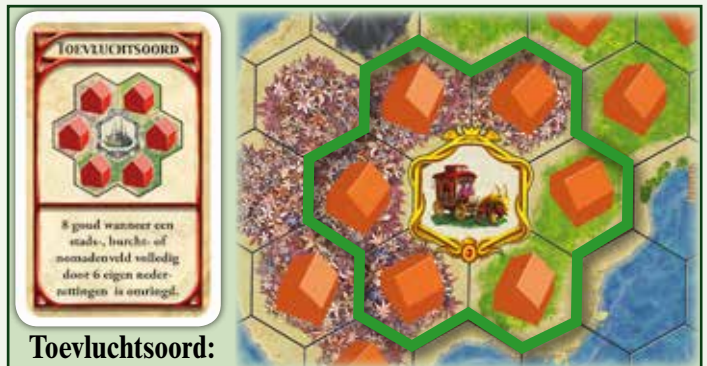 TOEVLUCHTSOORD
8 goud wanneer een
stads-, burcht- of
nomadenveld volledig
door 6 eigen neder-
zettingen is omringd.
Toevluchtsoord: